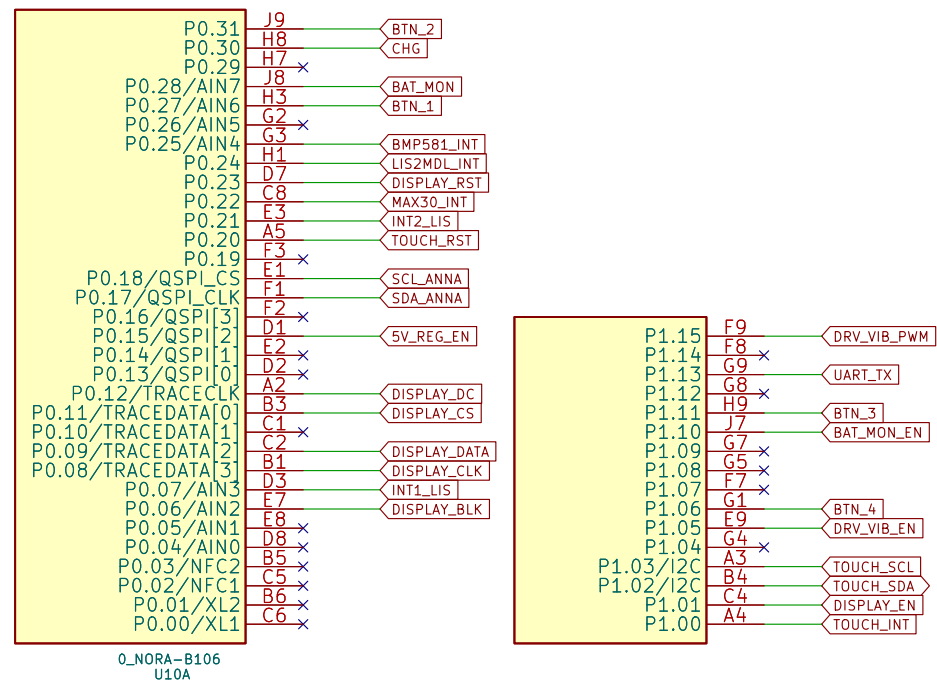 P0.31 J9 BTN_2
P0.30 H8 CHG
P0.29 H7
P0.28/AIN7 J8 BAT_MON
P0.27/AIN6 H3 BTN_1
P0.26/AIN5 G2
P0.25/AIN4 G3 BMP581_INT
P0.24 H1 LIS2MDL_INT
P0.23 D7 DISPLAY_RST
P0.22 C8 MAX30_INT
P0.21 E3 INT2_LIS
P0.20 A5 TOUCH_RST
P0.19 F3
P0.18/QSPI_CS E1 SCL_ANNA
P0.17/QSPI_CLK F1 SDA_ANNA
P0.16/QSPI[3] F2
P0.15/QSPI[2] D1 5V_REG_EN
P0.14/QSPI[1] E2
P0.13/QSPI[0] D2
P0.12/TRACECLK A2 DISPLAY_DC
P0.11/TRACEDATA[0] B3 DISPLAY_CS
P0.10/TRACEDATA[1] C1
P0.09/TRACEDATA[2] C2 DISPLAY_DATA
P0.08/TRACEDATA[3] B1 DISPLAY_CLK
P0.07/AIN3 D3 INT1_LIS
P0.06/AIN2 E7 DISPLAY_BLK
P0.05/AIN1 E8
P0.04/AIN0 D8
P0.03/NFC2 B5
P0.02/NFC1 C5
P0.01/XL2 B6
P0.00/XL1 C6
0_NORA-B106
U10A
P1.15 F9 DRV_VIB_PWM
P1.14 F8
P1.13 G9 UART_TX
P1.12 G8
P1.11 H9 BTN_3
P1.10 J7 BAT_MON_EN
P1.09 G7
P1.08 G5
P1.07 F7
P1.06 G1 BTN_4
P1.05 E9 DRV_VIB_EN
P1.04 G4
P1.03/I2C A3 TOUCH_SCL
P1.02/I2C B4 TOUCH_SDA
P1.01 C4 DISPLAY_EN
P1.00 A4 TOUCH_INT